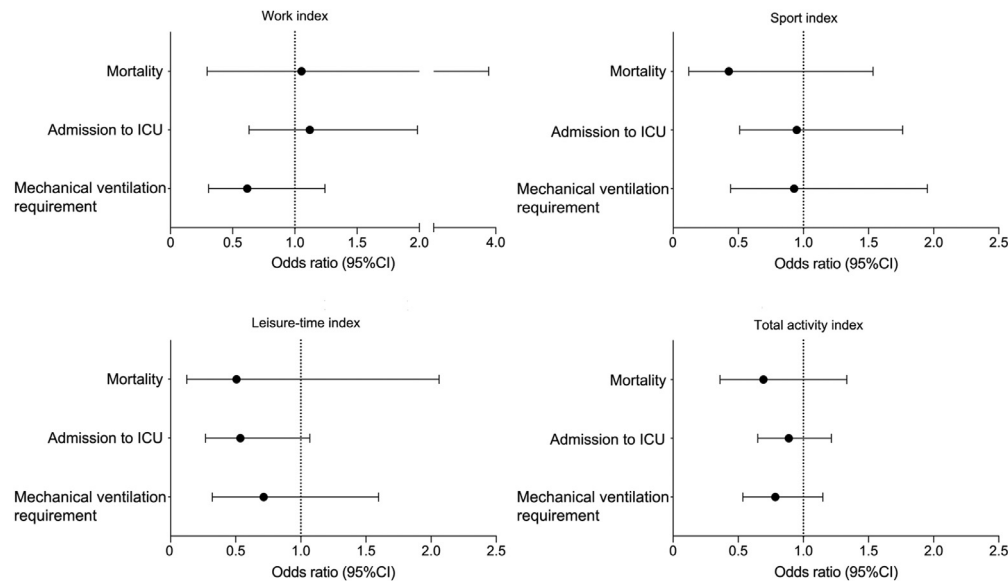 Work index
Mortality
Admission to ICU
Mechanical ventilation
requirement
0 0.5 1.0 1.5 2.0 4.0
Odds ratio (95%CI)
Sport index
Mortality
Admission to ICU
Mechanical ventilation
requirement
0 0.5 1.0 1.5 2.0 2.5
Odds ratio (95%CI)
Leisure-time index
Mortality
Admission to ICU
Mechanical ventilation
requirement
0 0.5 1.0 1.5 2.0 2.5
Odds ratio (95%CI)
Total activity index
Mortality
Admission to ICU
Mechanical ventilation
requirement
0 0.5 1.0 1.5 2.0 2.5
Odds ratio (95%CI)